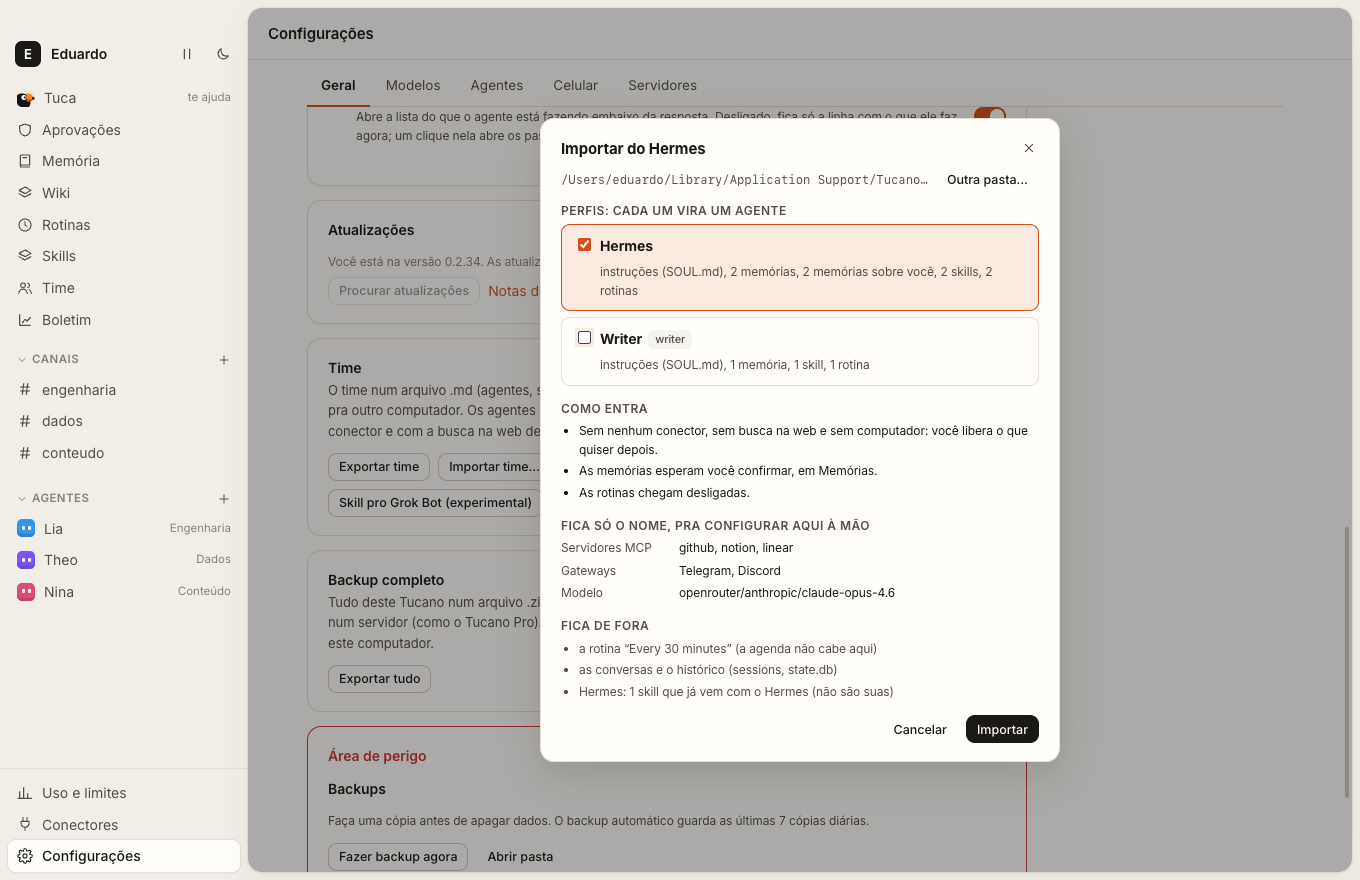 E Eduardo
Tuca te ajuda
Aprovações
Memória
Wiki
Rotinas
Skills
Time
Boletim
CANAIS
# engenharia
# dados
# conteudo
AGENTES
Lia Engenharia
Theo Dados
Nina Conteúdo
Uso e limites
Conectores
Configurações
Configurações
Geral Modelos Agentes Celular Servidores
Abre a lista do que o agente está fazendo embaixo da resposta. Desligado, fica só a linha com o que ele faz
agora; um clique nela abre os pas
Atualizações
Você está na versão 0.2.34. As atualiz
Procurar atualizações Notas d
Time
O time num arquivo .md (agentes, s
pra outro computador. Os agentes
conector e com a busca na web de
Exportar time Importar time...
Skill pro Grok Bot (experimental)
Backup completo
Tudo deste Tucano num arquivo .zi
num servidor (como o Tucano Pro)
este computador.
Exportar tudo
Área de perigo
Backups
Faça uma cópia antes de apagar dados. O backup automático guarda as últimas 7 cópias diárias.
Fazer backup agora Abrir pasta
Importar do Hermes
/Users/eduardo/Library/Application Support/Tucano… Outra pasta...
PERFIS: CADA UM VIRA UM AGENTE
Hermes
instruções (SOUL.md), 2 memórias, 2 memórias sobre você, 2 skills, 2
rotinas
Writer writer
instruções (SOUL.md), 1 memória, 1 skill, 1 rotina
COMO ENTRA
• Sem nenhum conector, sem busca na web e sem computador: você libera o que
quiser depois.
• As memórias esperam você confirmar, em Memórias.
• As rotinas chegam desligadas.
FICA SÓ O NOME, PRA CONFIGURAR AQUI À MÃO
Servidores MCP github, notion, linear
Gateways Telegram, Discord
Modelo openrouter/anthropic/claude-opus-4.6
FICA DE FORA
• a rotina “Every 30 minutes” (a agenda não cabe aqui)
• as conversas e o histórico (sessions, state.db)
• Hermes: 1 skill que já vem com o Hermes (não são suas)
Cancelar Importar